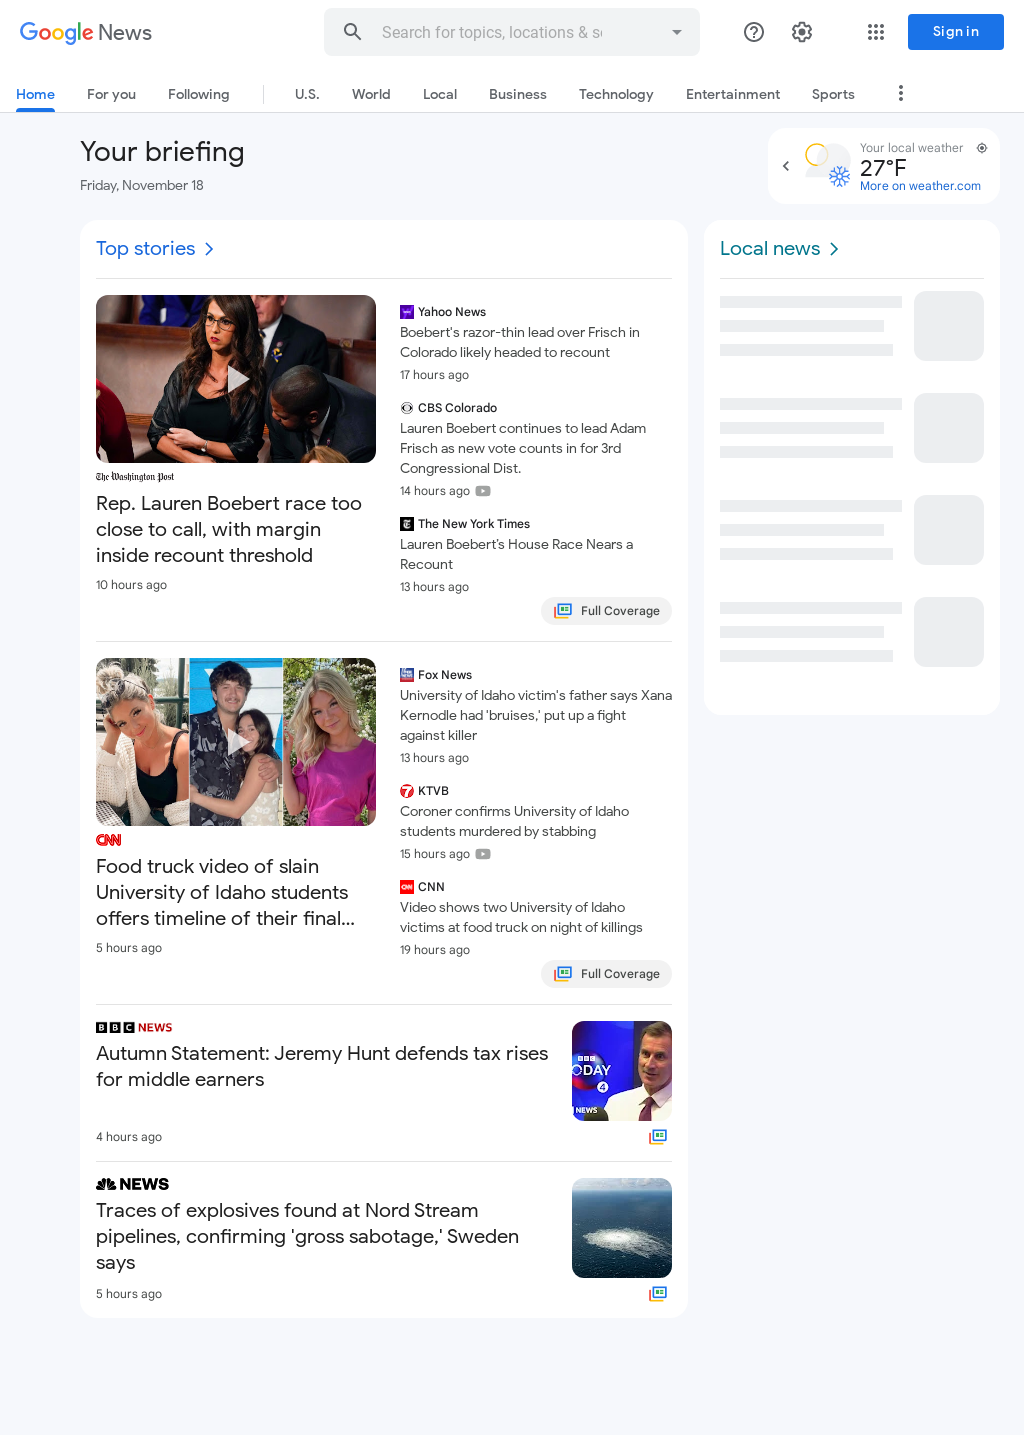 Google News
Search for topics, locations & so
Sign in
Home
For you
Following
U.S.
World
Local
Business
Technology
Entertainment
Sports
Your briefing
Friday, November 18
Your local weather
27°F
More on weather.com
Top stories
The Washington Post
Rep. Lauren Boebert race too
close to call, with margin
inside recount threshold
10 hours ago
Yahoo News
Boebert's razor-thin lead over Frisch in
Colorado likely headed to recount
17 hours ago
CBS Colorado
Lauren Boebert continues to lead Adam
Frisch as new vote counts in for 3rd
Congressional Dist.
14 hours ago
The New York Times
Lauren Boebert's House Race Nears a
Recount
13 hours ago
Full Coverage
CNN
Food truck video of slain
University of Idaho students
offers timeline of their final...
5 hours ago
Fox News
University of Idaho victim's father says Xana
Kernodle had 'bruises,' put up a fight
against killer
13 hours ago
KTVB
Coroner confirms University of Idaho
students murdered by stabbing
15 hours ago
CNN
Video shows two University of Idaho
victims at food truck on night of killings
19 hours ago
Full Coverage
BBC NEWS
Autumn Statement: Jeremy Hunt defends tax rises
for middle earners
4 hours ago
BBC
ODAY
4
NEWS
NEWS
Traces of explosives found at Nord Stream
pipelines, confirming 'gross sabotage,' Sweden
says
5 hours ago
Local news